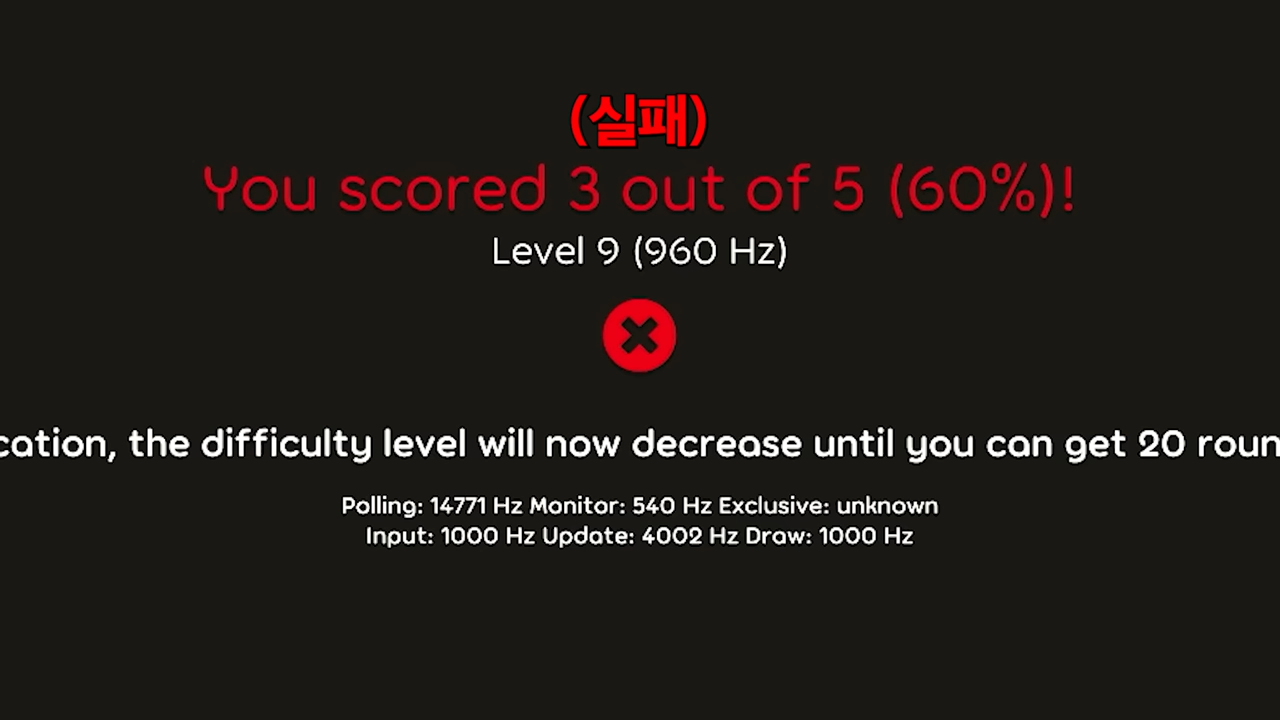 (실패)
You scored 3 out of 5 (60%)!
Level 9 (960 Hz)
the difficulty level will now decrease until you can get 20
Polling: 14771 Hz Monitor: 540 Hz Exclusive: unknown
Input: 1000 Hz Update: 4002 Hz Draw: 1000 Hz